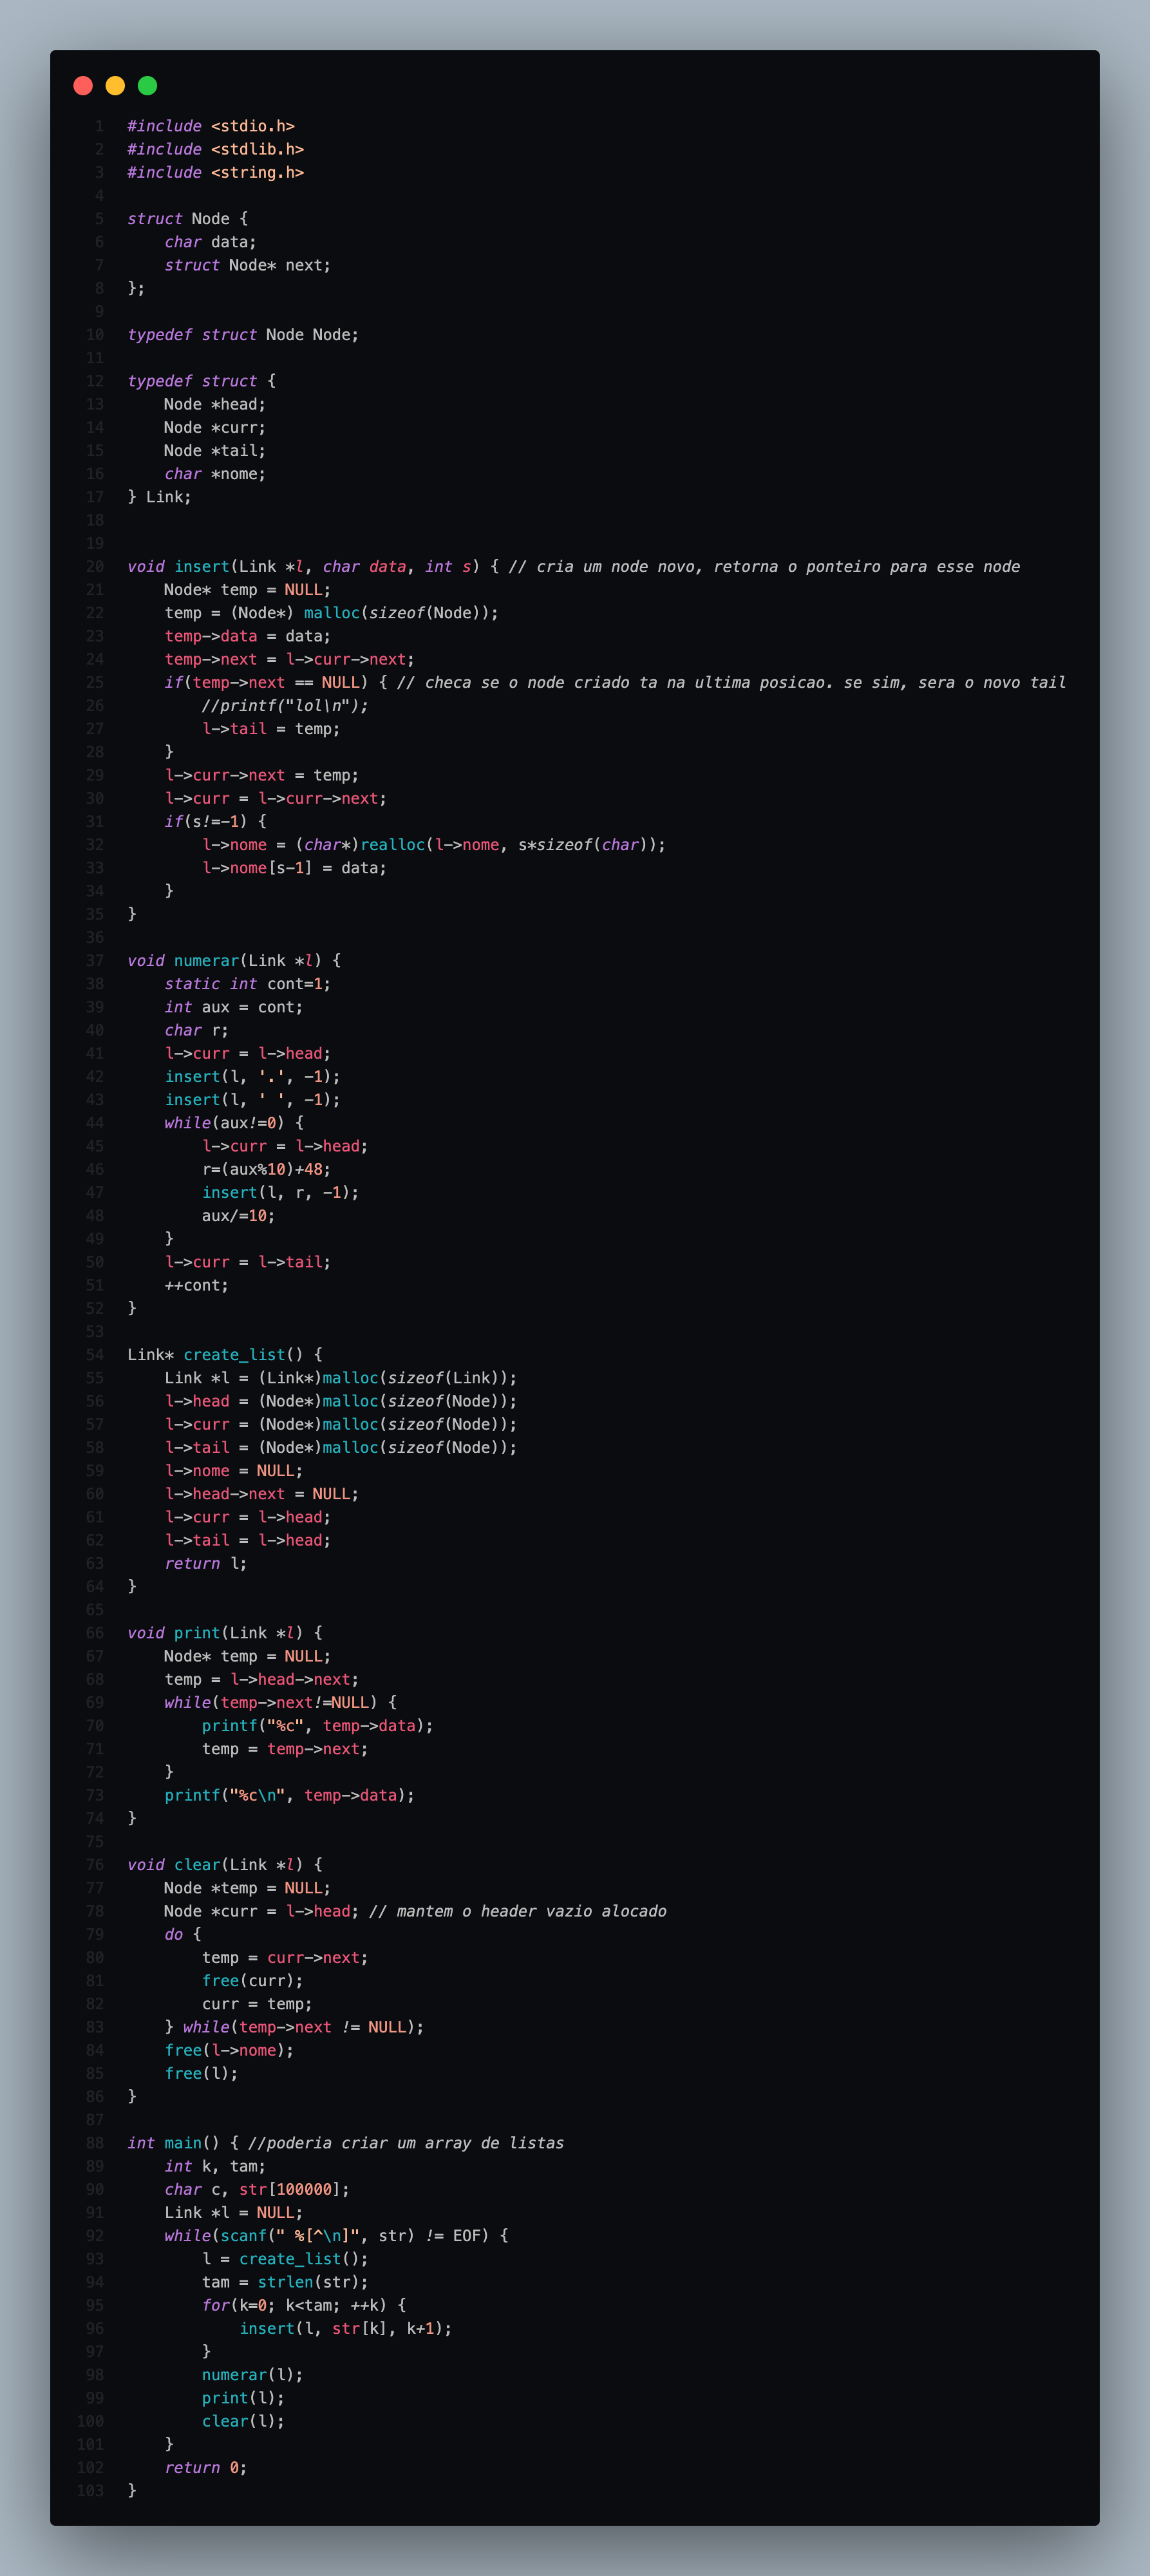 1 #include <stdio.h>
2 #include <stdlib.h>
3 #include <string.h>
4
5 struct Node {
6     char data;
7     struct Node* next;
8 };
9
10 typedef struct Node Node;
11
12 typedef struct {
13     Node *head;
14     Node *curr;
15     Node *tail;
16     char *nome;
17 } Link;
18
19
20 void insert(Link *l, char data, int s) { // cria um node novo, retorna o ponteiro para esse node
21     Node* temp = NULL;
22     temp = (Node*) malloc(sizeof(Node));
23     temp->data = data;
24     temp->next = l->curr->next;
25     if(temp->next == NULL) { // checa se o node criado ta na ultima posicao. se sim, sera o novo tail
26         //printf("lol\n");
27         l->tail = temp;
28     }
29     l->curr->next = temp;
30     l->curr = l->curr->next;
31     if(s!=-1) {
32         l->nome = (char*)realloc(l->nome, s*sizeof(char));
33         l->nome[s-1] = data;
34     }
35 }
36
37 void numerar(Link *l) {
38     static int cont=1;
39     int aux = cont;
40     char r;
41     l->curr = l->head;
42     insert(l, '.', -1);
43     insert(l, ' ', -1);
44     while(aux!=0) {
45         l->curr = l->head;
46         r=(aux%10)+48;
47         insert(l, r, -1);
48         aux/=10;
49     }
50     l->curr = l->tail;
51     ++cont;
52 }
53
54 Link* create_list() {
55     Link *l = (Link*)malloc(sizeof(Link));
56     l->head = (Node*)malloc(sizeof(Node));
57     l->curr = (Node*)malloc(sizeof(Node));
58     l->tail = (Node*)malloc(sizeof(Node));
59     l->nome = NULL;
60     l->head->next = NULL;
61     l->curr = l->head;
62     l->tail = l->head;
63     return l;
64 }
65
66 void print(Link *l) {
67     Node* temp = NULL;
68     temp = l->head->next;
69     while(temp->next!=NULL) {
70         printf("%c", temp->data);
71         temp = temp->next;
72     }
73     printf("%c\n", temp->data);
74 }
75
76 void clear(Link *l) {
77     Node *temp = NULL;
78     Node *curr = l->head; // mantem o header vazio alocado
79     do {
80         temp = curr->next;
81         free(curr);
82         curr = temp;
83     } while(temp->next != NULL);
84     free(l->nome);
85     free(l);
86 }
87
88 int main() { //poderia criar um array de listas
89     int k, tam;
90     char c, str[100000];
91     Link *l = NULL;
92     while(scanf(" %[^\n]", str) != EOF) {
93         l = create_list();
94         tam = strlen(str);
95         for(k=0; k<tam; ++k) {
96             insert(l, str[k], k+1);
97         }
98         numerar(l);
99         print(l);
100         clear(l);
101     }
102     return 0;
103 }